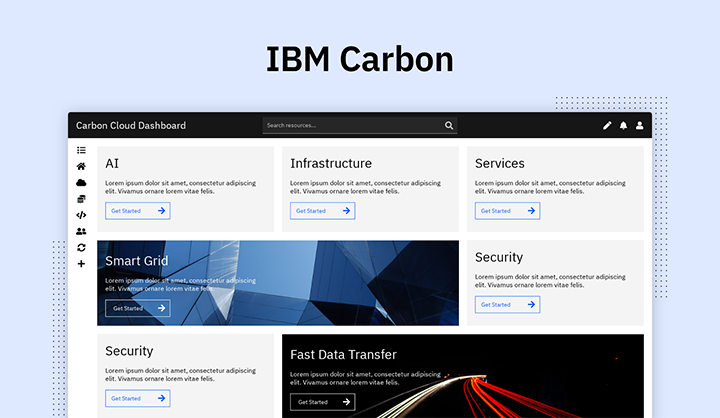 IBM Carbon
Carbon Cloud Dashboard
Search resources...
AI
Lorem ipsum dolor sit amet, consectetur adipiscing
elit. Vivamus ornare lorem vitae felis.
Get Started
Infrastructure
Lorem ipsum dolor sit amet, consectetur adipiscing
elit. Vivamus ornare lorem vitae felis.
Get Started
Services
Lorem ipsum dolor sit amet, consectetur adipiscing
elit. Vivamus ornare lorem vitae felis.
Get Started
Smart Grid
Lorem ipsum dolor sit amet, consectetur adipiscing
elit. Vivamus ornare lorem vitae felis.
Get Started
Security
Lorem ipsum dolor sit amet, consectetur adipiscing
elit. Vivamus ornare lorem vitae felis.
Get Started
Security
Lorem ipsum dolor sit amet, consectetur adipiscing
elit. Vivamus ornare lorem vitae felis.
Get Started
Fast Data Transfer
Lorem ipsum dolor sit amet, consectetur adipiscing
elit. Vivamus ornare lorem vitae felis.
Get Started